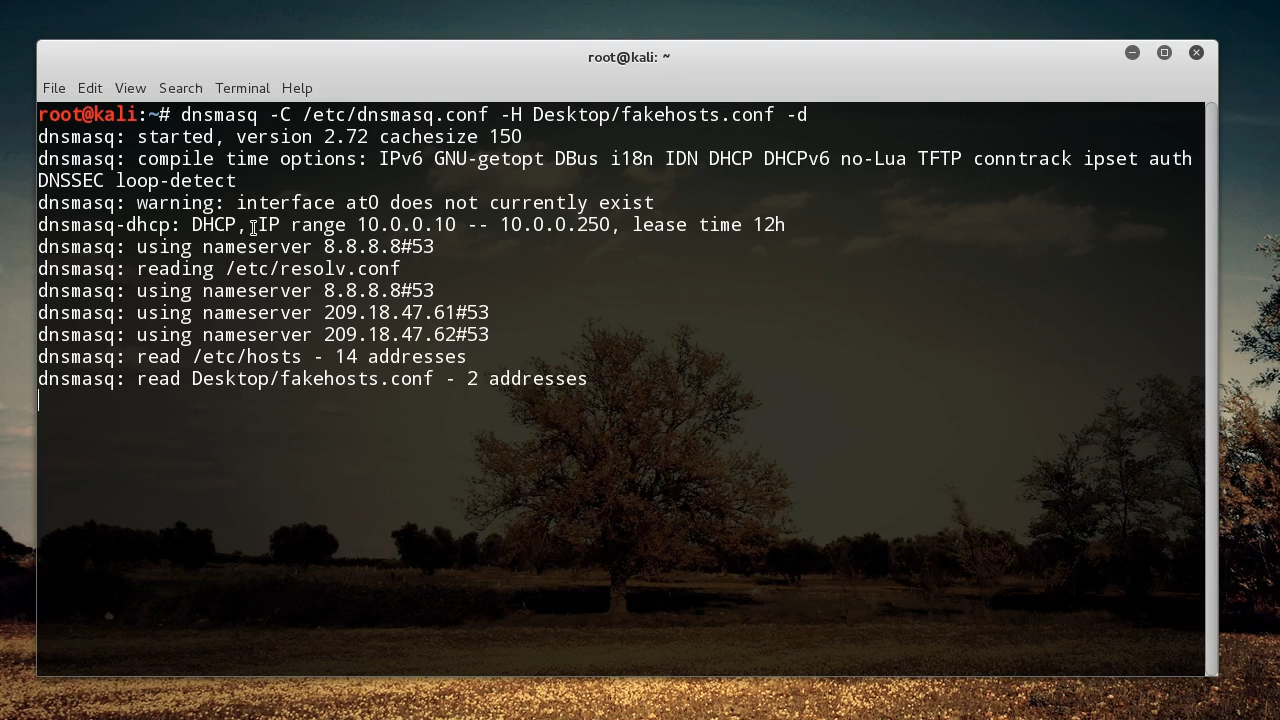 root@kali: ~
File Edit View Search Terminal Help
root@kali:~# dnsmasq -C /etc/dnsmasq.conf -H Desktop/fakehosts.conf -d
dnsmasq: started, version 2.72 cachesize 150
dnsmasq: compile time options: IPv6 GNU-getopt DBus i18n IDN DHCP DHCPv6 no-Lua TFTP conntrack ipset auth
DNSSEC loop-detect
dnsmasq: warning: interface at0 does not currently exist
dnsmasq-dhcp: DHCP, IP range 10.0.0.10 -- 10.0.0.250, lease time 12h
dnsmasq: using nameserver 8.8.8.8#53
dnsmasq: reading /etc/resolv.conf
dnsmasq: using nameserver 8.8.8.8#53
dnsmasq: using nameserver 209.18.47.61#53
dnsmasq: using nameserver 209.18.47.62#53
dnsmasq: read /etc/hosts - 14 addresses
dnsmasq: read Desktop/fakehosts.conf - 2 addresses